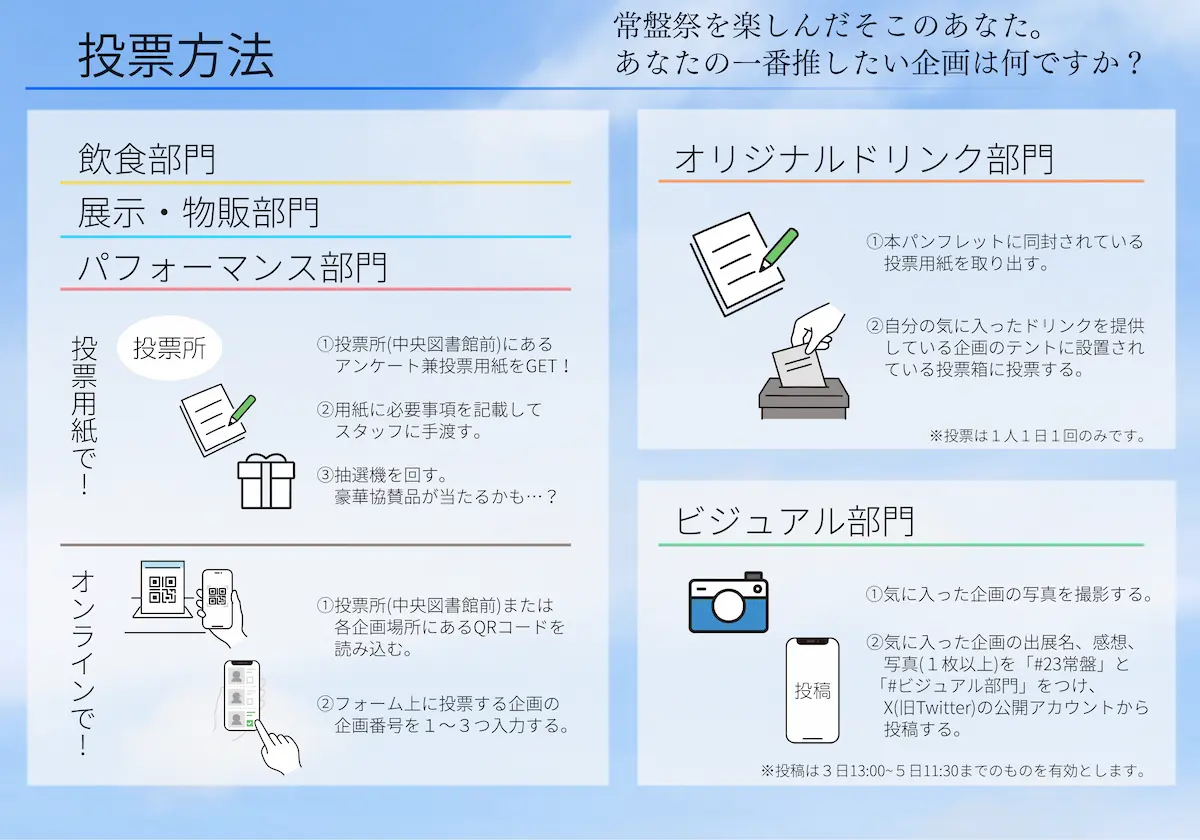 投票方法
常盤祭を楽しんだそこのあなた。
あなたの一番推したい企画は何ですか？
飲食部門
展示・物販部門
パフォーマンス部門
投票用紙で！
投票所
①投票所(中央図書館前)にある
アンケート兼投票用紙をGET！
②用紙に必要事項を記載して
スタッフに手渡す。
③抽選機を回す。
豪華協賛品が当たるかも…？
オンラインで！
①投票所(中央図書館前)または
各企画場所にあるQRコードを
読み込む。
②フォーム上に投票する企画の
企画番号を１〜３つ入力する。
オリジナルドリンク部門
①本パンフレットに同封されている
投票用紙を取り出す。
②自分の気に入ったドリンクを提供
している企画のテントに設置され
ている投票箱に投票する。
※投票は１人１日１回のみです。
ビジュアル部門
①気に入った企画の写真を撮影する。
②気に入った企画の出展名、感想、
写真(１枚以上)を「#23常盤」と
「#ビジュアル部門」をつけ、
X(旧Twitter)の公開アカウントから
投稿する。
投稿
※投稿は３日13:00~５日11:30までのものを有効とします。